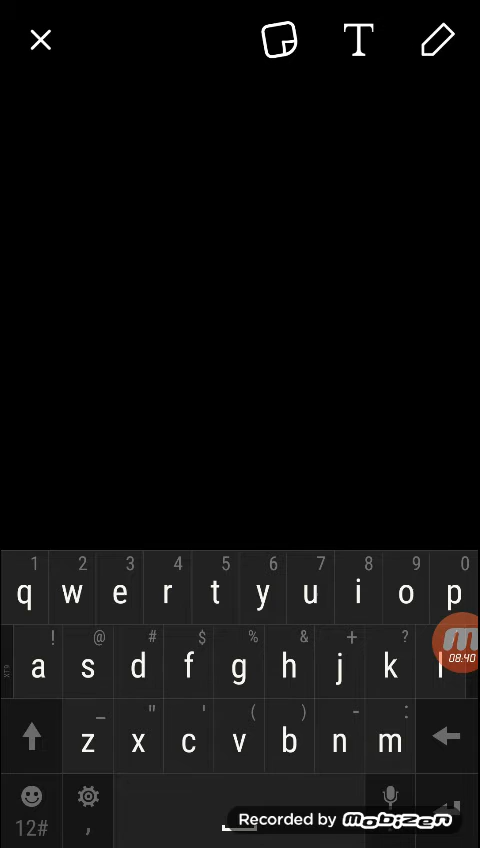 T
1 2 3 4 5 6 7 8 9 0
q w e r t y u i o p
! @ # $ % & + ?
a s d f g h j k l
08:40
_ " ' ( ) - :
z x c v b n m
12# ,
Recorded by Mobizen